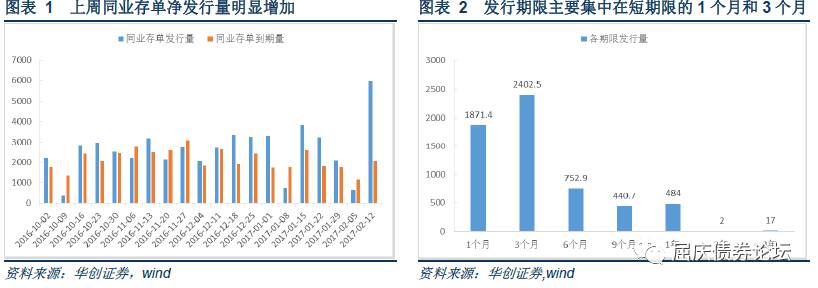 图表 1 上周同业存单净发行量明显增加
同业存单发行量 同业存单到期量
7000
6000
5000
4000
3000
2000
1000
0
2016-10-02 2016-10-09 2016-10-16 2016-10-23 2016-10-30 2016-11-06 2016-11-13 2016-11-20 2016-11-27 2016-12-04 2016-12-11 2016-12-18 2016-12-25 2017-01-01 2017-01-08 2017-01-15 2017-01-22 2017-01-29 2017-02-05 2017-02-12
资料来源：华创证券，wind
图表 2 发行期限主要集中在短期限的 1 个月和 3 个月
各期限发行量
3000
2500
2000
1500
1000
500
0
1871.4
2402.5
752.9
440.7
484
2
17
1个月 3个月 6个月 9个月 1年
屈庆债券论坛
资料来源：华创证券,wind